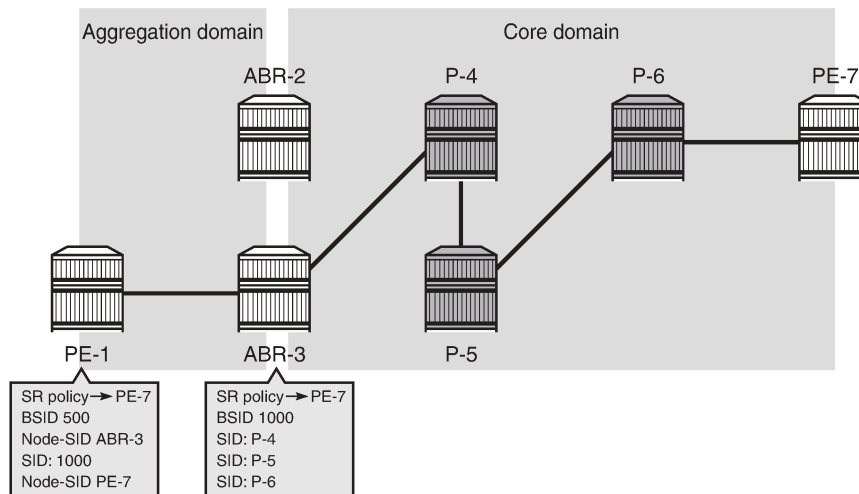 Aggregation domain
Core domain
ABR-2
P-4
P-6
PE-7
PE-1
ABR-3
P-5
SR policy→PE-7
BSID 500
Node-SID ABR-3
SID: 1000
Node-SID PE-7
SR policy→PE-7
BSID 1000
SID: P-4
SID: P-5
SID: P-6